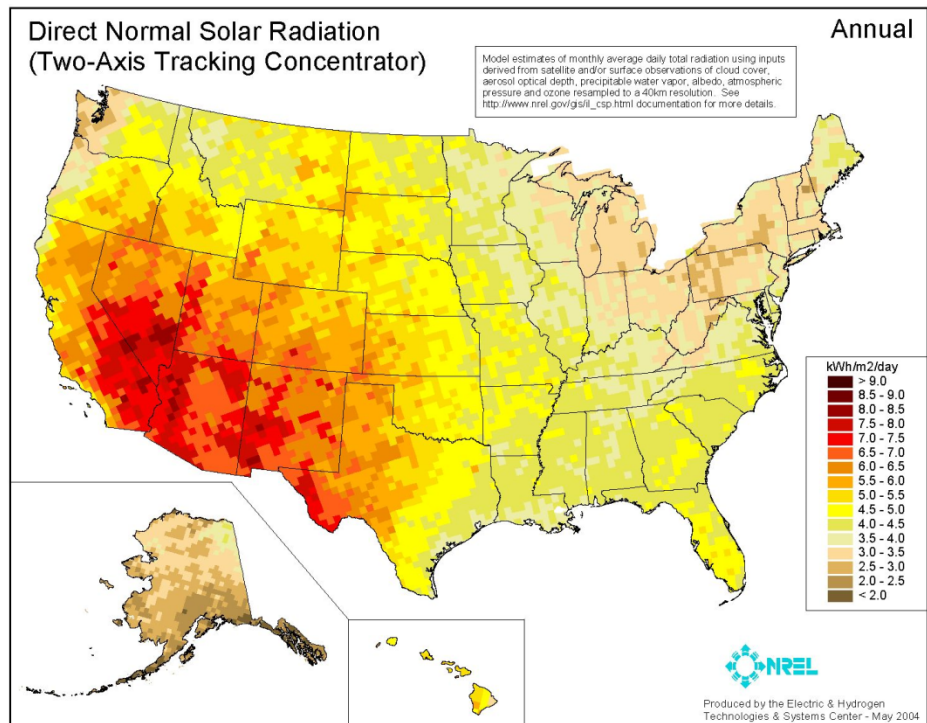 Direct Normal Solar Radiation
(Two-Axis Tracking Concentrator)
Annual
Model estimates of monthly average daily total radiation using inputs
derived from satellite and/or surface observations of cloud cover,
aerosol optical depth, precipitable water vapor, albedo, atmospheric
pressure and ozone resampled to a 40km resolution. See
http://www.nrel.gov/gis/il_csp.html documentation for more details.
kWh/m2/day
> 9.0
8.5 - 9.0
8.0 - 8.5
7.5 - 8.0
7.0 - 7.5
6.5 - 7.0
6.0 - 6.5
5.5 - 6.0
5.0 - 5.5
4.5 - 5.0
4.0 - 4.5
3.5 - 4.0
3.0 - 3.5
2.5 - 3.0
2.0 - 2.5
< 2.0
NREL
Produced by the Electric & Hydrogen
Technologies & Systems Center - May 2004